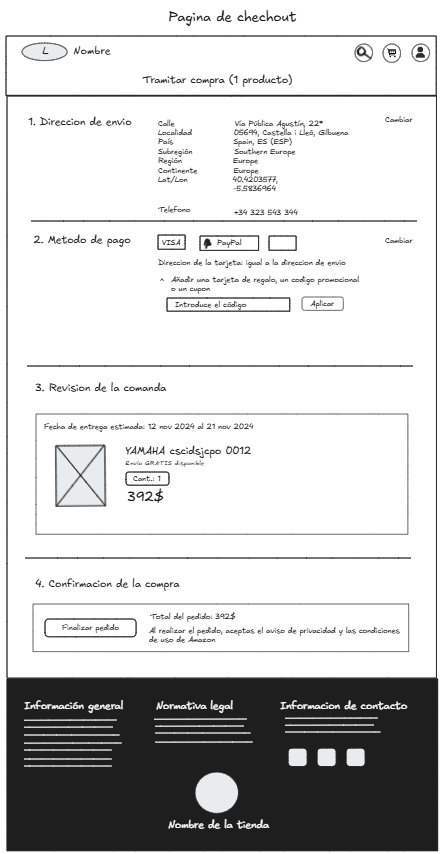 Pagina de chechout
L Nombre
Tramitar compra (1 producto)
1. Direccion de envio
Cambiar
Calle Vía Pública Agustín, 22*
Localidad 05694, Castella i Lleó, Gilbuena
País Spain, ES (ESP)
Subregión Southern Europe
Región Europe
Continente Europe
Lat/Lon 40.4203577,
-5.5836964
Telefono +34 323 543 344
2. Metodo de pago
VISA PayPal
Cambiar
Direccion de la tarjeta: igual a la direccion de envio
^ Añadir una tarjeta de regalo, un codigo promocional
o un cupon
Introduce el código Aplicar
3. Revision de la comanda
Fecha de entrega estimada: 12 nov 2024 al 21 nov 2024
YAMAHA cscidsjcpo 0012
Envio GRATIS disponible
Cant.: 1
392$
4. Confirmacion de la compra
Finalizar pedido
Total del pedido: 392$
Al realizar el pedido, aceptas el aviso de privacidad y las condiciones
de uso de Amazon
Información general
Normativa legal
Informacion de contacto
Nombre de la tienda